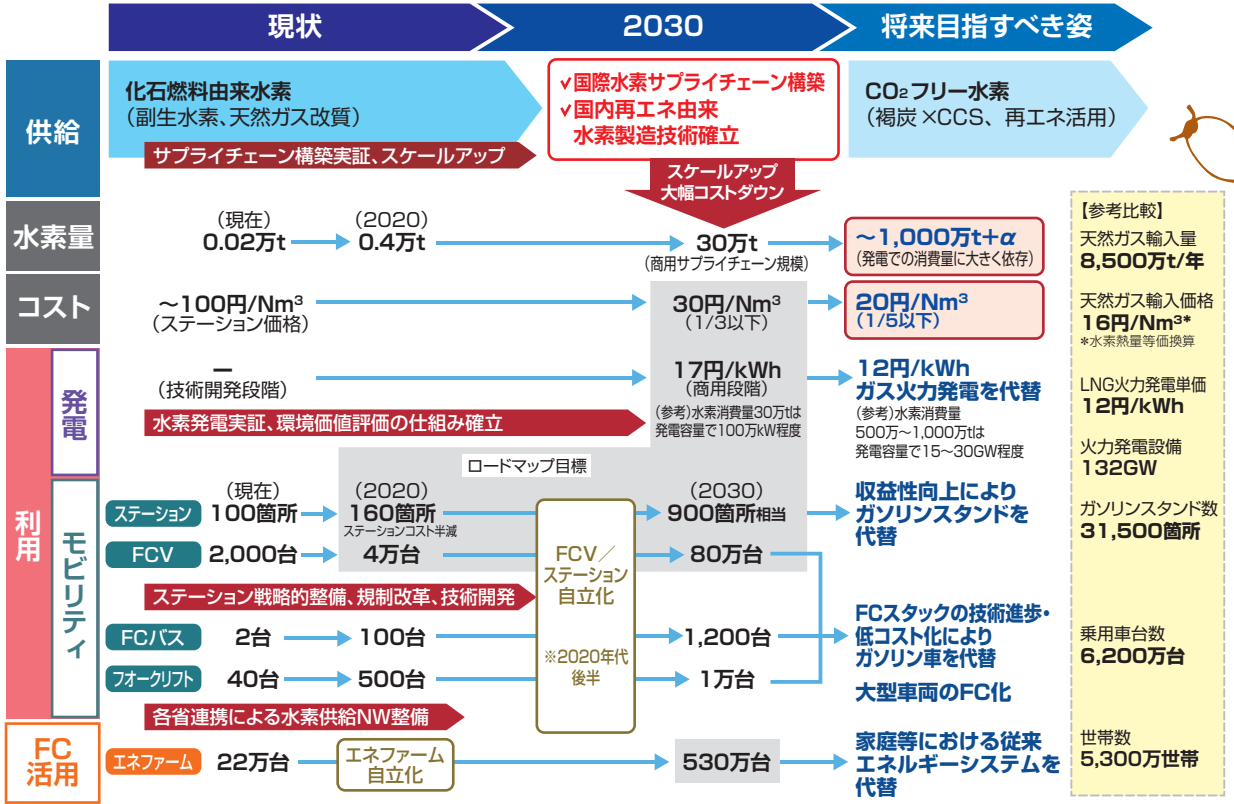 現状
2030
将来目指すべき姿
供給
化石燃料由来水素
(副生水素、天然ガス改質)
サプライチェーン構築実証、スケールアップ
✓国際水素サプライチェーン構築
✓国内再エネ由来
水素製造技術確立
スケールアップ
大幅コストダウン
CO₂フリー水素
(褐炭×CCS、再エネ活用)
水素量
(現在)
0.02万t
(2020)
0.4万t
30万t
(商用サプライチェーン規模)
~1,000万t+α
(発電での消費量に大きく依存)
コスト
~100円/Nm³
(ステーション価格)
30円/Nm³
(1/3以下)
20円/Nm³
(1/5以下)
利用
発電
ー
(技術開発段階)
17円/kWh
(商用段階)
(参考)水素消費量30万tは
発電容量で100万kW程度
12円/kWh
ガス火力発電を代替
(参考)水素消費量
500万~1,000万tは
発電容量で15~30GW程度
水素発電実証、環境価値評価の仕組み確立
ロードマップ目標
モビリティ
ステーション
(現在)
100箇所
(2020)
160箇所
ステーションコスト半減
(2030)
900箇所相当
収益性向上により
ガソリンスタンドを
代替
FCV
2,000台
4万台
80万台
FCV/
ステーション
自立化
※2020年代
後半
ステーション戦略的整備、規制改革、技術開発
FCバス
2台
100台
1,200台
FCスタックの技術進歩・
低コスト化により
ガソリン車を代替
フォークリフト
40台
500台
1万台
大型車両のFC化
各省連携による水素供給NW整備
FC
活用
エネファーム
22万台
エネファーム
自立化
530万台
家庭等における従来
エネルギーシステムを
代替
【参考比較】
天然ガス輸入量
8,500万t/年
天然ガス輸入価格
16円/Nm³*
*水素熱量等価換算
LNG火力発電単価
12円/kWh
火力発電設備
132GW
ガソリンスタンド数
31,500箇所
乗用車台数
6,200万台
世帯数
5,300万世帯